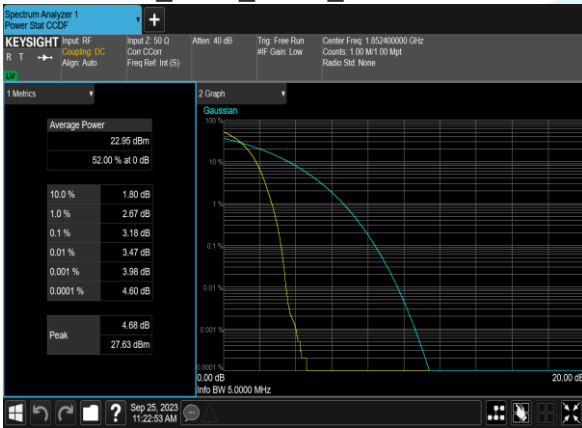 Spectrum Analyzer 1
Power Stat CCDF
+
KEYSIGHT
R T
LXI
Input: RF
Coupling: DC
Align: Auto
Input Z: 50 Ω
Corr CCorr
Freq Ref: Int (S)
Atten: 40 dB
Trig: Free Run
#IF Gain: Low
Center Freq: 1.852400000 GHz
Counts: 1.00 M/1.00 Mpt
Radio Std: None
1 Metrics
Average Power
22.95 dBm
52.00 % at 0 dB
10.0 % 1.80 dB
1.0 % 2.67 dB
0.1 % 3.18 dB
0.01 % 3.47 dB
0.001 % 3.98 dB
0.0001 % 4.60 dB
Peak
4.68 dB
27.63 dBm
2 Graph
Gaussian
100 %
10 %
1 %
0.1 %
0.01 %
0.001 %
0.0001 %
0.00 dB
20.00 dB
Info BW 5.0000 MHz
?
Sep 25, 2023
11:22:53 AM